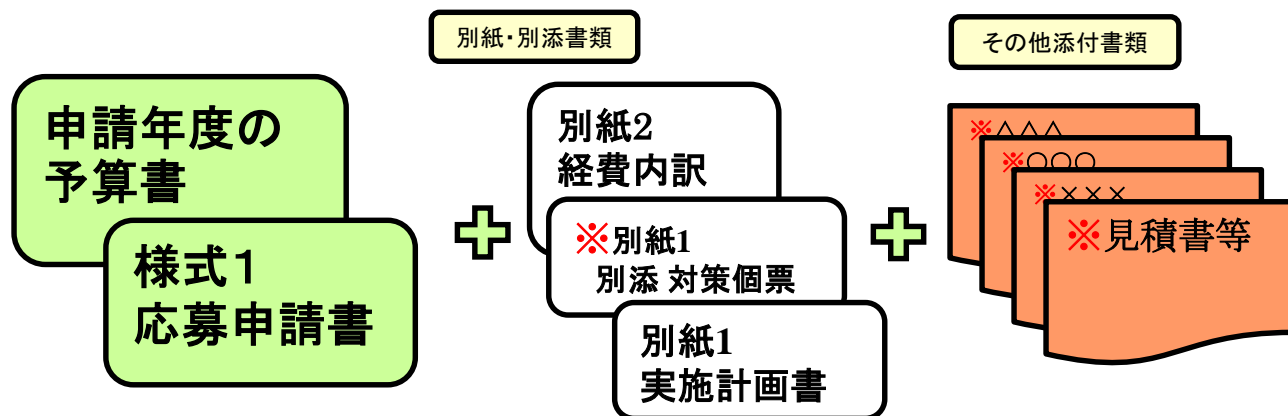 別紙・別添書類
その他添付書類
申請年度の
予算書
様式１
応募申請書
別紙2
経費内訳
※別紙1
別添 対策個票
別紙1
実施計画書
※△△△
※○○○
※×××
※見積書等